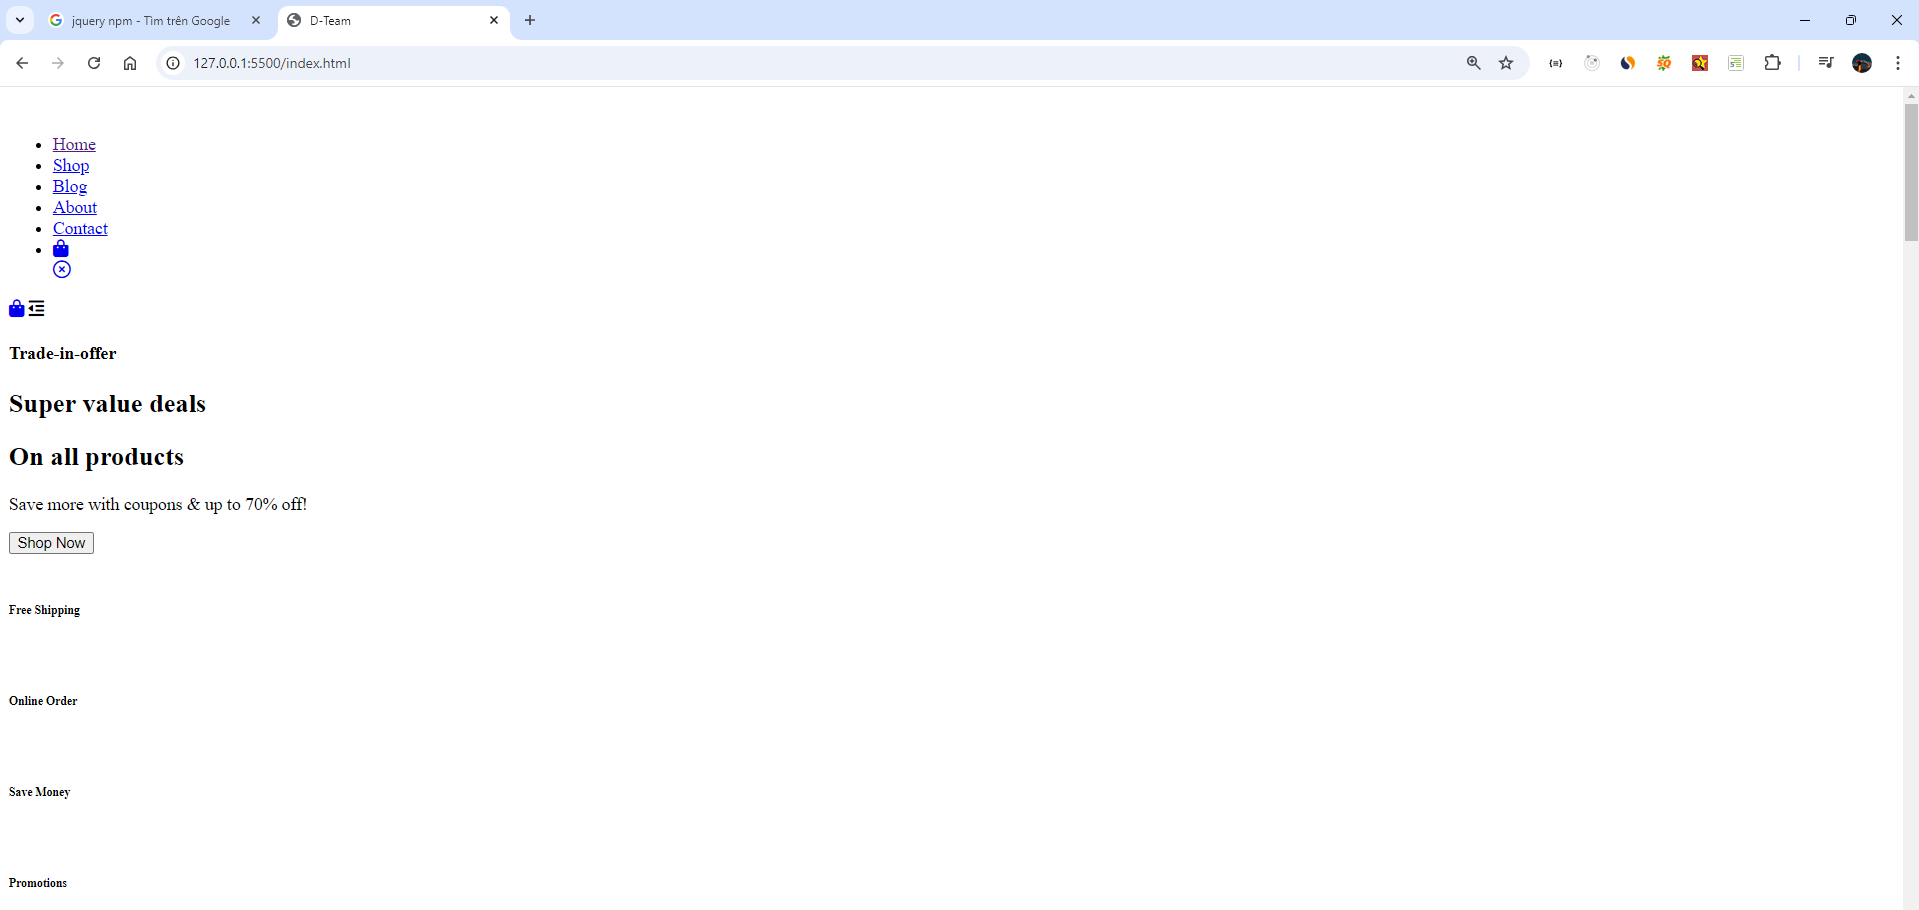 jquery npm - Tìm trên Google
D-Team
127.0.0.1:5500/index.html
Home
Shop
Blog
About
Contact
Trade-in-offer
Super value deals
On all products
Save more with coupons & up to 70% off!
Shop Now
Free Shipping
Online Order
Save Money
Promotions